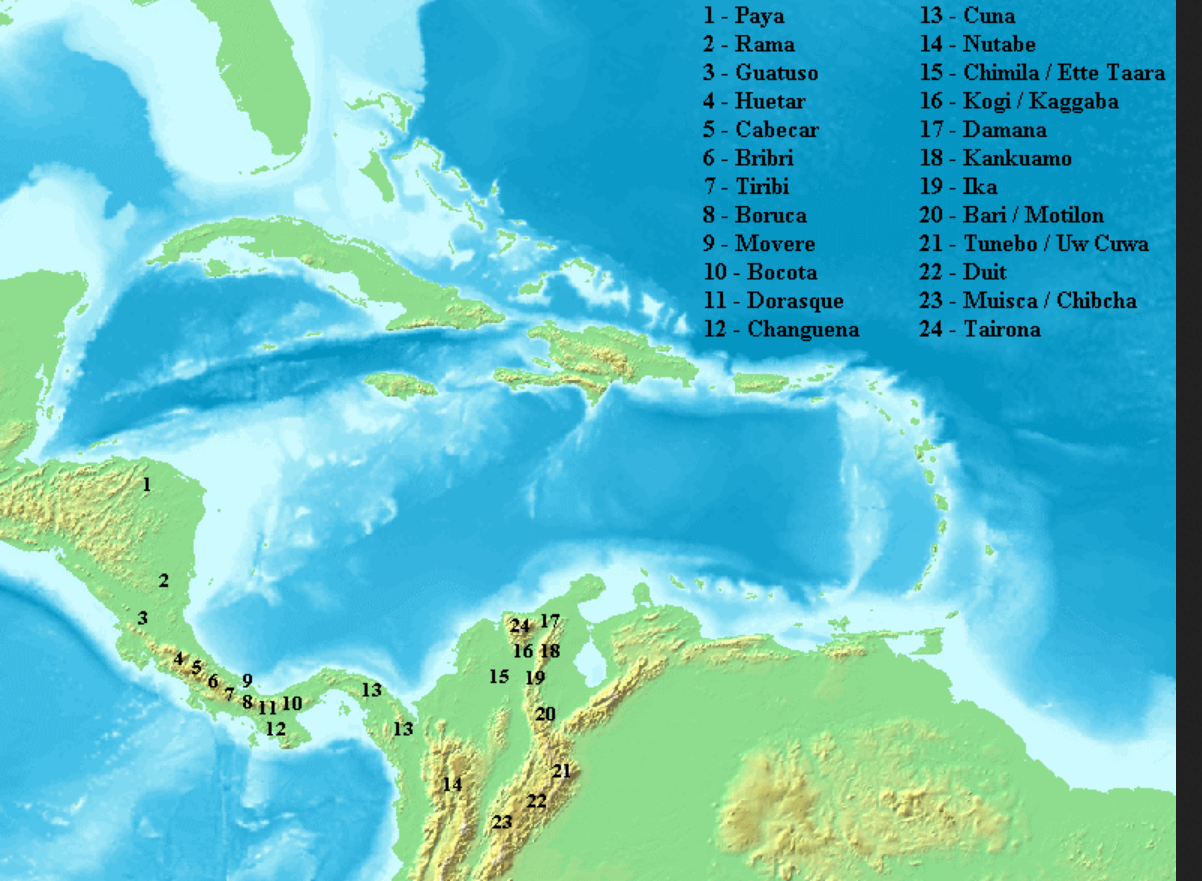 1 - Paya
2 - Rama
3 - Guatuso
4 - Huetar
5 - Cabecar
6 - Bribri
7 - Tiribi
8 - Boruca
9 - Movere
10 - Bocota
11 - Dorasque
12 - Changuena
13 - Cuna
14 - Nutabe
15 - Chimila / Ette Taara
16 - Kogi / Kaggaba
17 - Damana
18 - Kankuamo
19 - Ika
20 - Bari / Motilon
21 - Tunebo / Uw Cuwa
22 - Duit
23 - Muisca / Chibcha
24 - Tairona
1
2
3
4
5
6
7
8
9
11
10
12
13
13
14
15
24
17
16
18
19
20
21
22
23